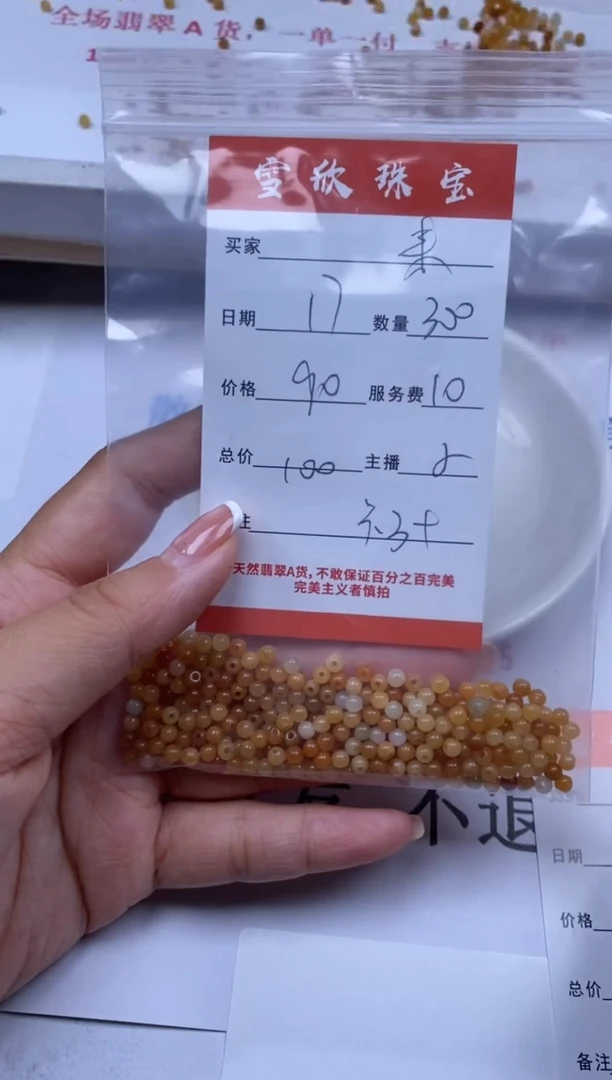 全场翡翠A货，一单一付
雪欣珠宝
买家
日期 17 数量 300
价格 90 服务费 10
总价 100 主播
注
天然翡翠A货，不敢保证百分之百完美
完美主义者慎拍
不退
日期
价格
总价
备注